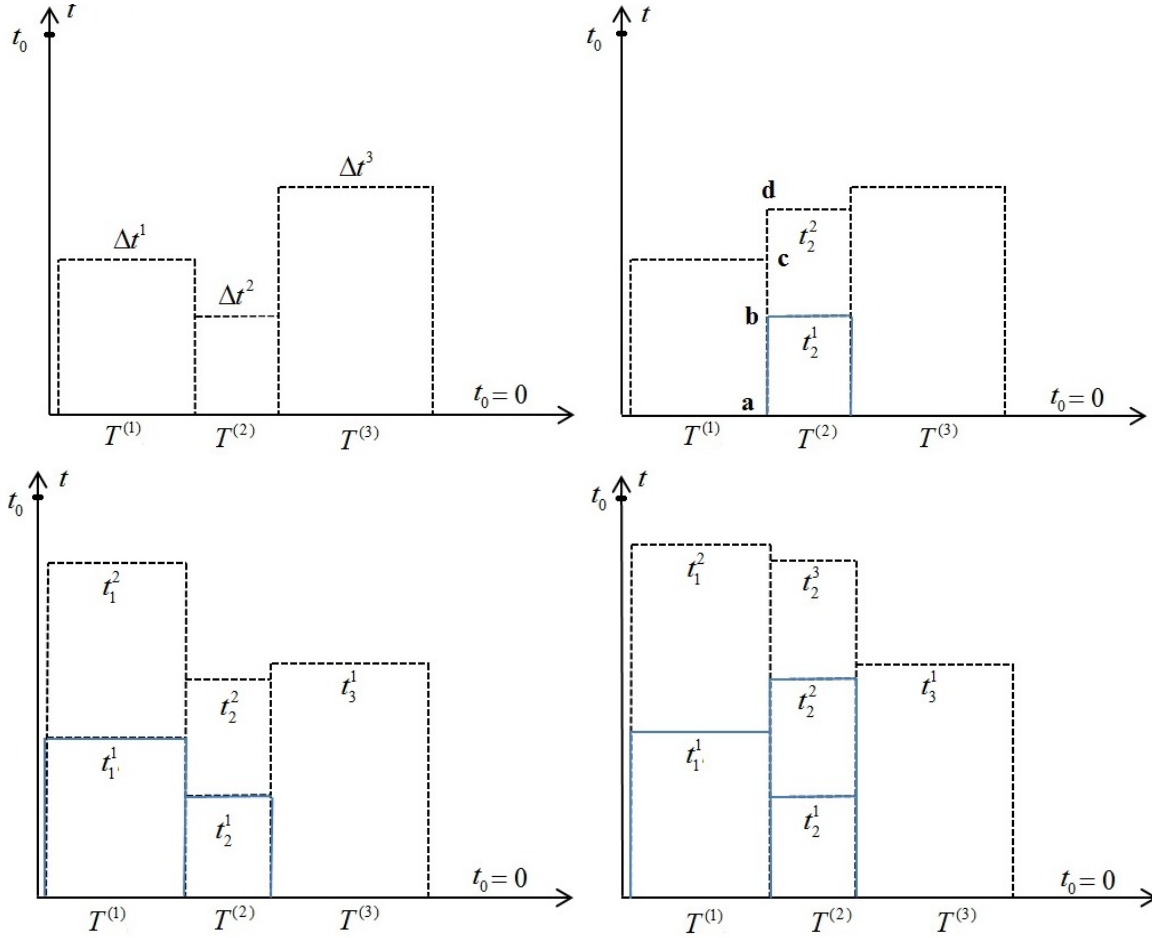 t
t₀
Δt³
Δt¹
Δt²
t₀ = 0
T⁽¹⁾ T⁽²⁾ T⁽³⁾
t
t₀
d
t₂²
c
b
t₂¹
a
t₀ = 0
T⁽¹⁾ T⁽²⁾ T⁽³⁾
t
t₀
t₁²
t₃¹
t₂²
t₁¹
t₂¹
t₀ = 0
T⁽¹⁾ T⁽²⁾ T⁽³⁾
t
t₀
t₁² t₂³
t₂² t₃¹
t₁¹
t₂¹
t₀ = 0
T⁽¹⁾ T⁽²⁾ T⁽³⁾